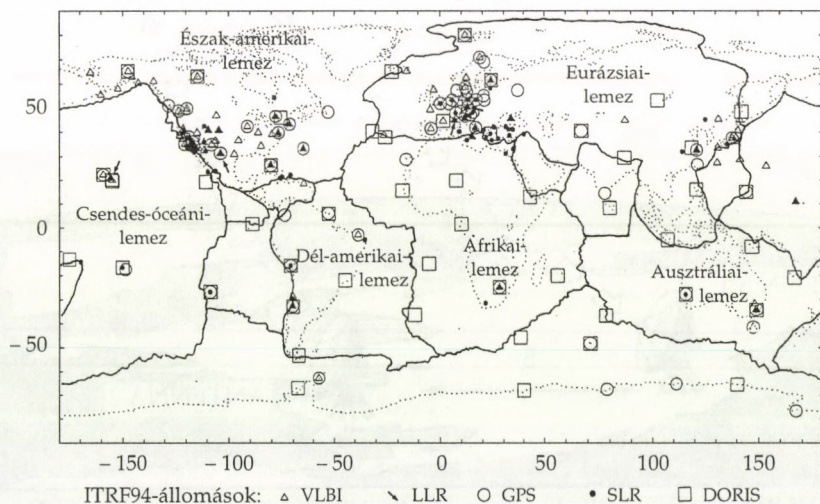 Észak-amerikai-
lemez
Eurázsiai-
lemez
50
Csendes-óceáni-
lemez
0
Dél-amerikai-
lemez
Afrikai-
lemez
Ausztráliai-
lemez
−50
−150 −100 −50 0 50 100 150
ITRF94-állomások: VLBI LLR GPS SLR DORIS